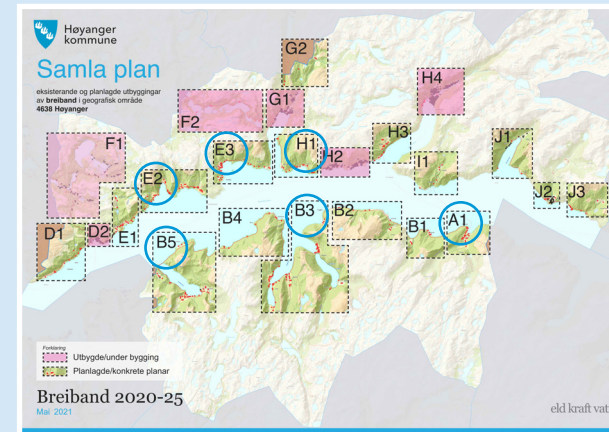 Høyanger
kommune
Samla plan
eksisterande og planlagde utbyggingar
av breiband i geografisk område
4638 Høyanger
G2
H4
G1
F2
F1
E3
H1
H2
H3
J1
I1
E2
J2
J3
D1
D2
E1
B5
B4
B3
B2
B1
A1
Forklaring
Utbygde/under bygging
Planlagde/konkrete planar
Breiband 2020-25
Mai 2021
eld kraft vat